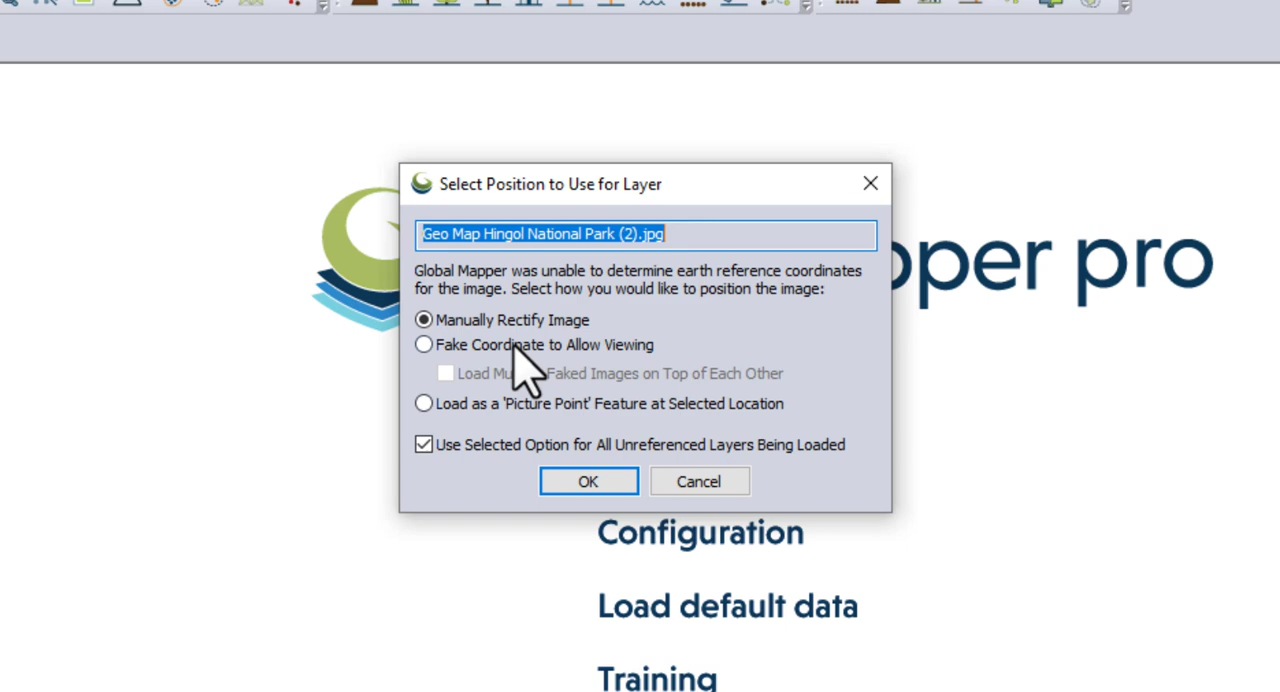 Select Position to Use for Layer
Geo Map Hingol National Park (2).jpg
pper pro
Global Mapper was unable to determine earth reference coordinates
for the image. Select how you would like to position the image:
Manually Rectify Image
Fake Coordinate to Allow Viewing
Load Faked Images on Top of Each Other
Load as a 'Picture Point' Feature at Selected Location
Use Selected Option for All Unreferenced Layers Being Loaded
OK
Cancel
Configuration
Load default data
Training